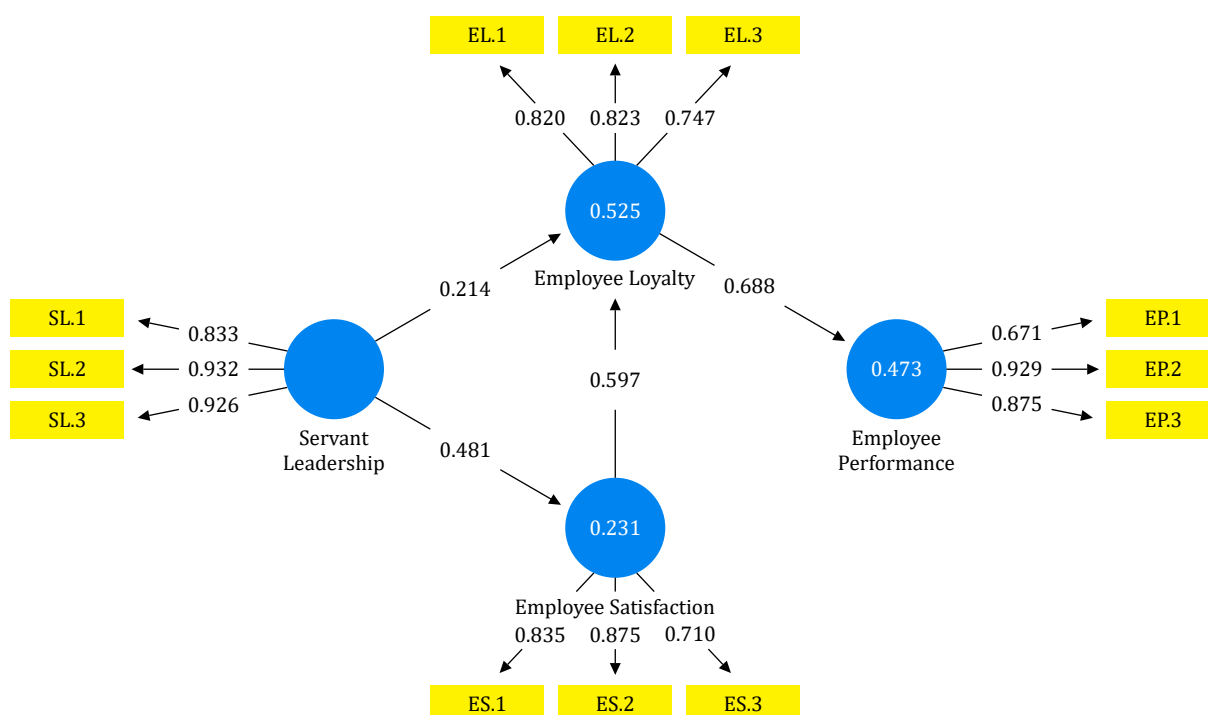 EL.1 EL.2 EL.3
0.820 0.823 0.747
0.525
Employee Loyalty
0.214
0.688
SL.1
SL.2
SL.3
0.833
0.932
0.926
Servant
Leadership
0.597
0.473
Employee
Performance
0.671
0.929
0.875
EP.1
EP.2
EP.3
0.481
0.231
Employee Satisfaction
0.835 0.875 0.710
ES.1 ES.2 ES.3